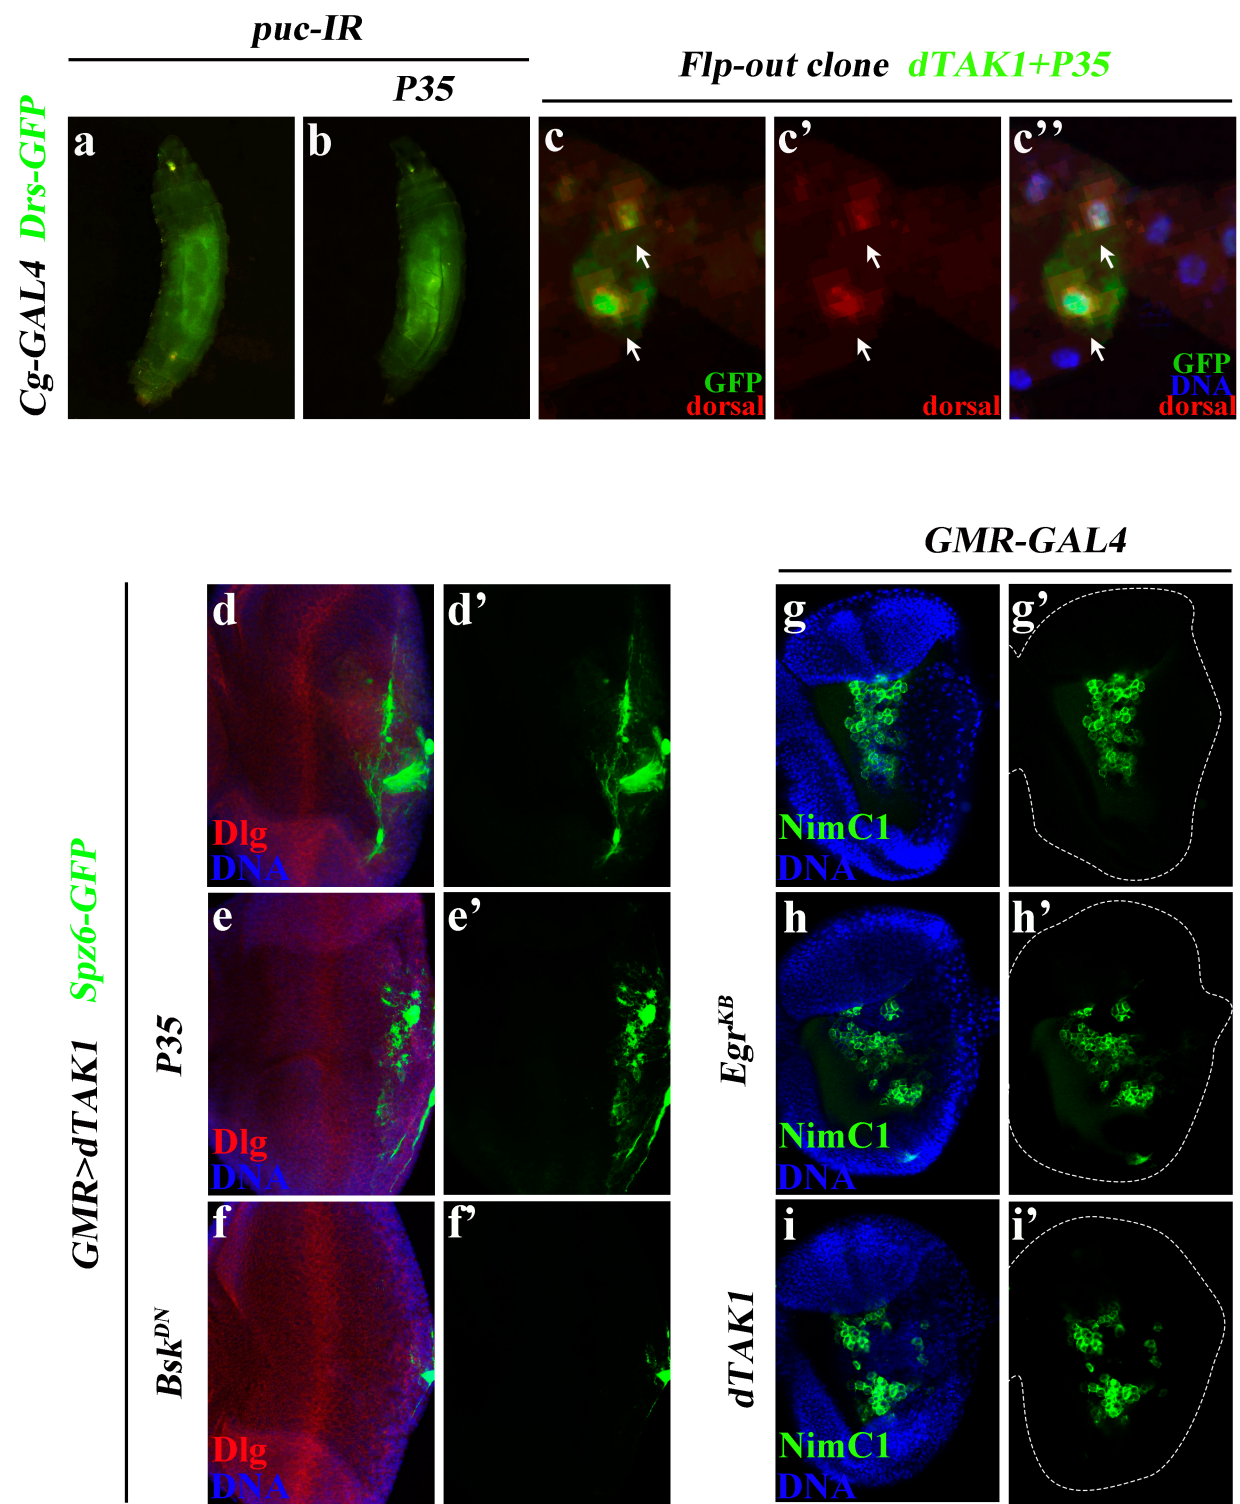 puc-IR
P35
Flp-out clone dTAK1+P35
Cg-GAL4 Drs-GFP
a
b
c
GFP
dorsal
c’
dorsal
c’’
GFP
DNA
dorsal
GMR-GAL4
GMR>dTAK1 Spz6-GFP
d
Dlg
DNA
d’
g
NimC1
DNA
g’
P35
e
Dlg
DNA
e’
Egr^KB
h
NimC1
DNA
h’
Bsk^DN
f
Dlg
DNA
f’
dTAK1
i
NimC1
DNA
i’